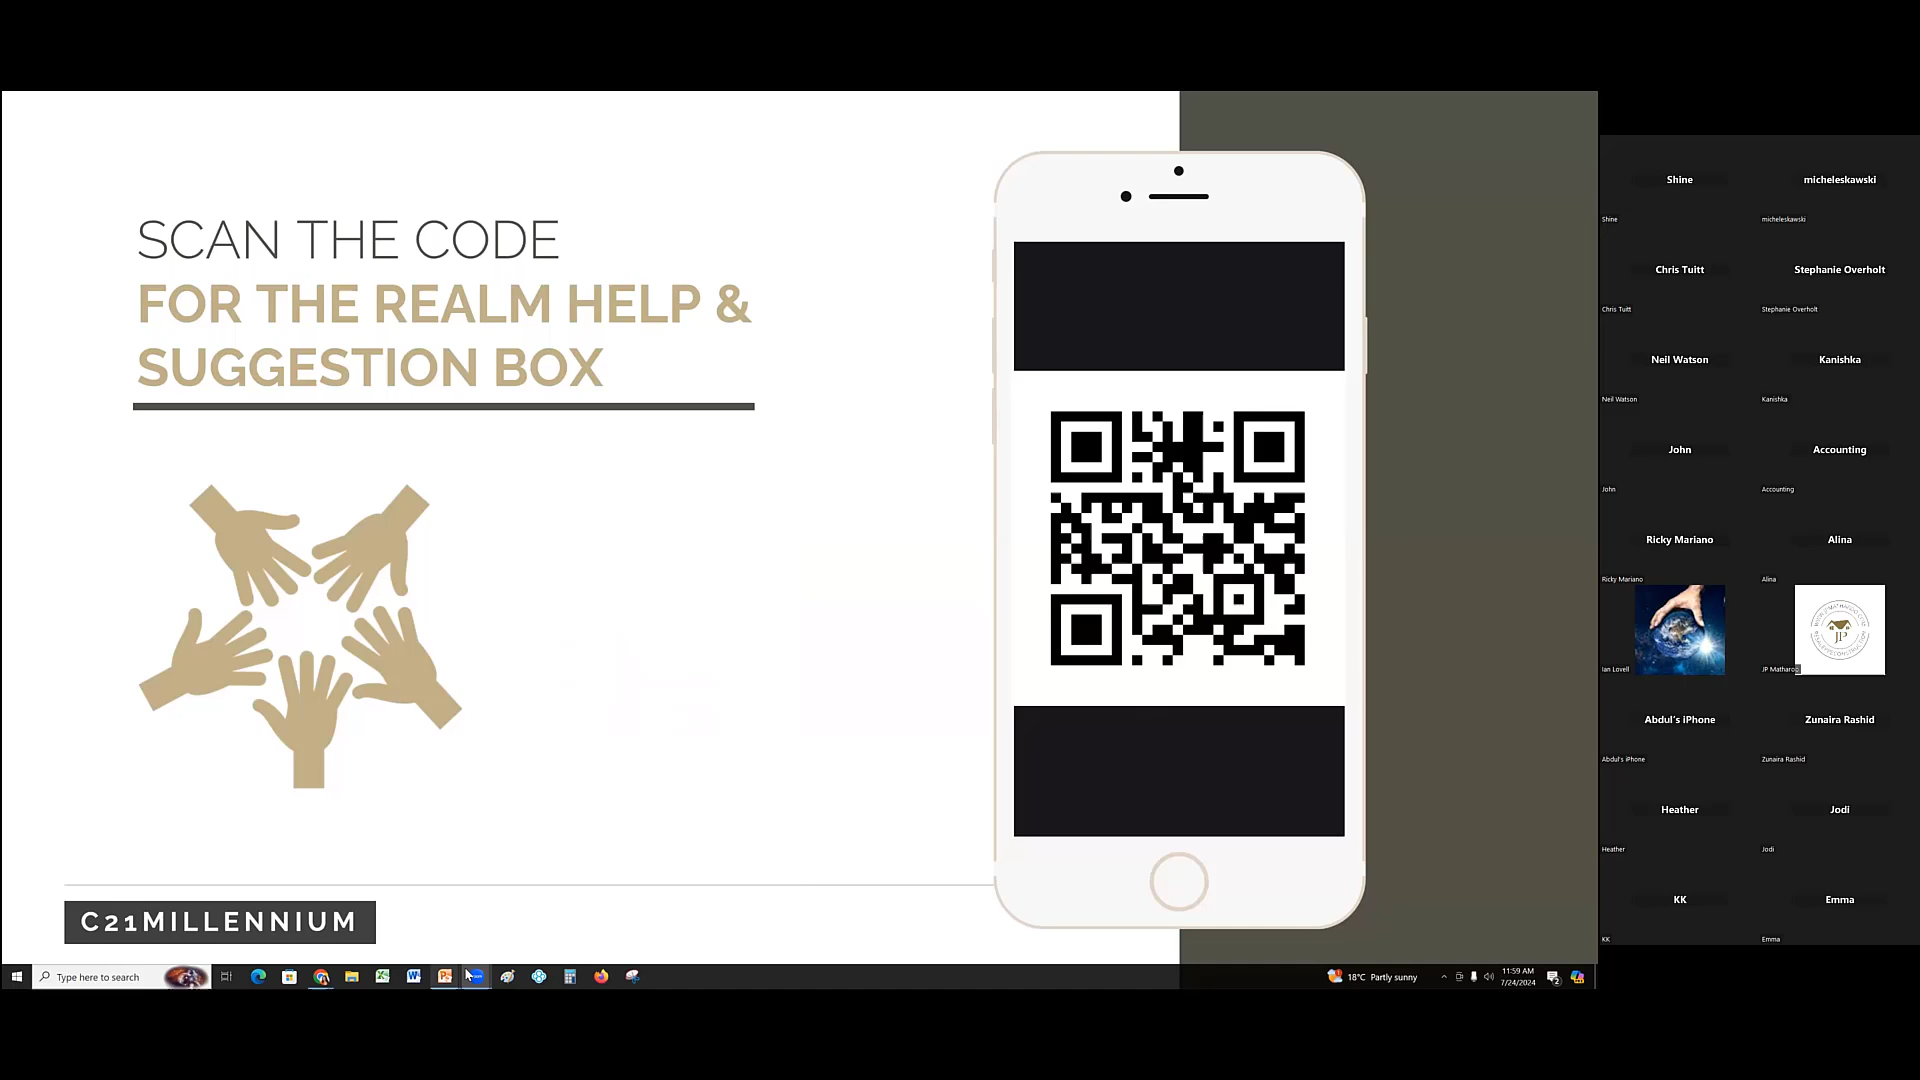 SCAN THE CODE
FOR THE REALM HELP &
SUGGESTION BOX
C21MILLENNIUM
Shine
micheleskawski
Shine
micheleskawski
Chris Tuitt
Stephanie Overholt
Chris Tuitt
Stephanie Overholt
Neil Watson
Kanishka
Neil Watson
Kanishka
John
Accounting
John
Accounting
Ricky Mariano
Alina
Ricky Mariano
Alina
JP
Ian Lovell
JP Matharoo
Abdul's iPhone
Zunaira Rashid
Abdul's iPhone
Zunaira Rashid
Heather
Jodi
Heather
Jodi
KK
Emma
KK
Emma
Type here to search
18°C Partly sunny
11:59 AM
7/24/2024
2